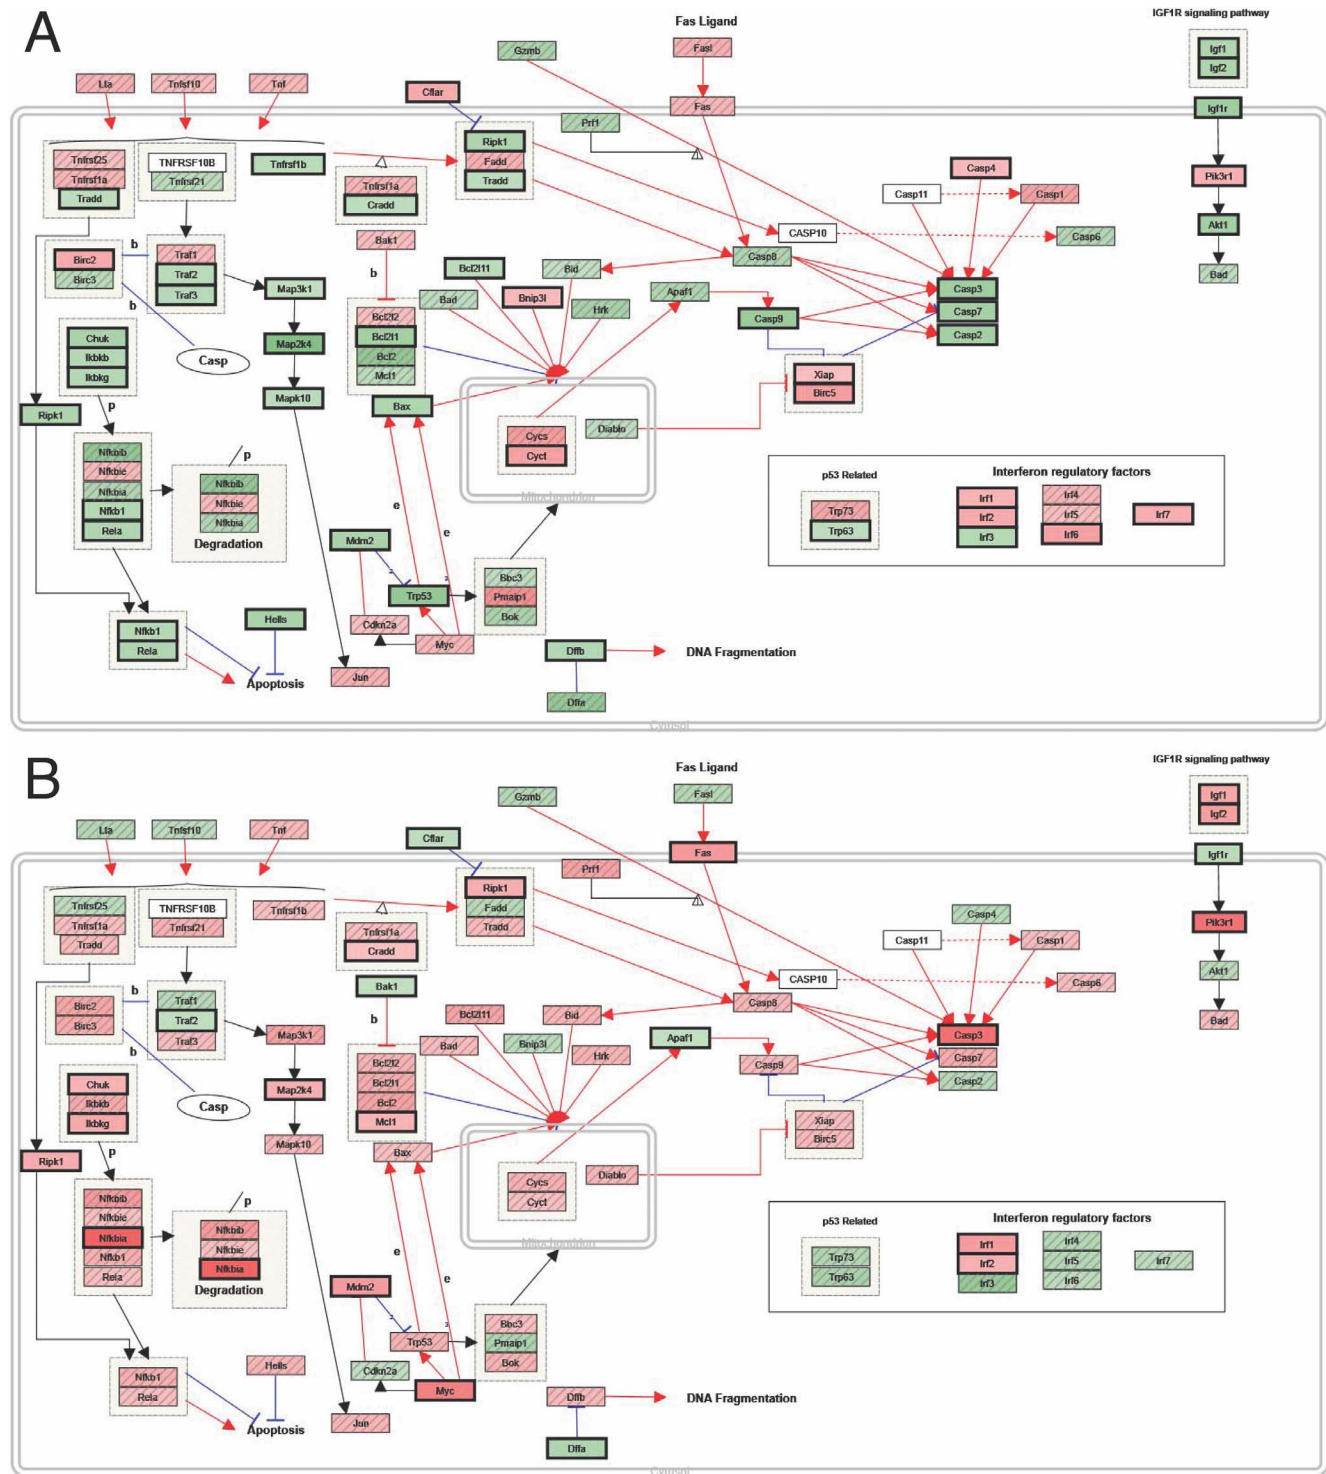 A
Fas Ligand
IGF1R signaling pathway
Gzmb
Fasl
Igf1
Igf2
Lta
Tnfsf10
Tnf
Cflar
Fas
Igf1r
Prf1
Ripk1
Fadd
Tradd
Tnfrsf25
Tnfrsf1a
Tradd
TNFRSF10B
Tnfrsf21
Tnfrsf1b
Tnfrsf1a
Cradd
Casp4
Casp11
Casp1
Pik3r1
Akt1
Bad
CASP10
Casp6
Bak1
b
Birc2
Birc3
b
b
Traf1
Traf2
Traf3
Map3k1
Bcl2l11
Bid
Casp8
Bad
Bnip3l
Hrk
Apaf1
Casp9
Casp3
Casp7
Casp2
Bcl2l2
Bcl2l1
Bcl2
Mcl1
Chuk
Ikbkb
Ikbkg
Casp
Map2k4
Mapk10
Xiap
Birc5
Ripk1
p
Bax
Cycs
Cyct
Diablo
Mitochondrion
Nfkbib
Nfkbie
Nfkbia
Nfkb1
Rela
p
Nfkbib
Nfkbie
Nfkbia
Degradation
e
e
p53 Related
Trp73
Trp63
Interferon regulatory factors
Irf1
Irf2
Irf3
Irf4
Irf5
Irf6
Irf7
Mdm2
Trp53
Bbc3
Pmaip1
Bok
Cdkn2a
Myc
Nfkb1
Rela
Hells
Apoptosis
Jun
Dffb
DNA Fragmentation
Dffa
Cytosol
B
Fas Ligand
IGF1R signaling pathway
Gzmb
Fasl
Igf1
Igf2
Lta
Tnfsf10
Tnf
Cflar
Fas
Igf1r
Prf1
Ripk1
Fadd
Tradd
Tnfrsf25
Tnfrsf1a
Tradd
TNFRSF10B
Tnfrsf21
Tnfrsf1b
Tnfrsf1a
Cradd
Casp4
Casp11
Casp1
Pik3r1
Akt1
Bad
CASP10
Casp6
Bak1
b
Birc2
Birc3
b
b
Traf1
Traf2
Traf3
Map3k1
Bcl2l11
Bid
Casp8
Bad
Bnip3l
Hrk
Apaf1
Casp9
Casp3
Casp7
Casp2
Bcl2l2
Bcl2l1
Bcl2
Mcl1
Chuk
Ikbkb
Ikbkg
Casp
Map2k4
Mapk10
Xiap
Birc5
Ripk1
p
Bax
Cycs
Cyct
Diablo
Mitochondrion
Nfkbib
Nfkbie
Nfkbia
Nfkb1
Rela
p
Nfkbib
Nfkbie
Nfkbia
Degradation
e
e
p53 Related
Trp73
Trp63
Interferon regulatory factors
Irf1
Irf2
Irf3
Irf4
Irf5
Irf6
Irf7
Mdm2
Trp53
Bbc3
Pmaip1
Bok
Cdkn2a
Myc
Nfkb1
Rela
Hells
Apoptosis
Jun
Dffb
DNA Fragmentation
Dffa
Cytosol